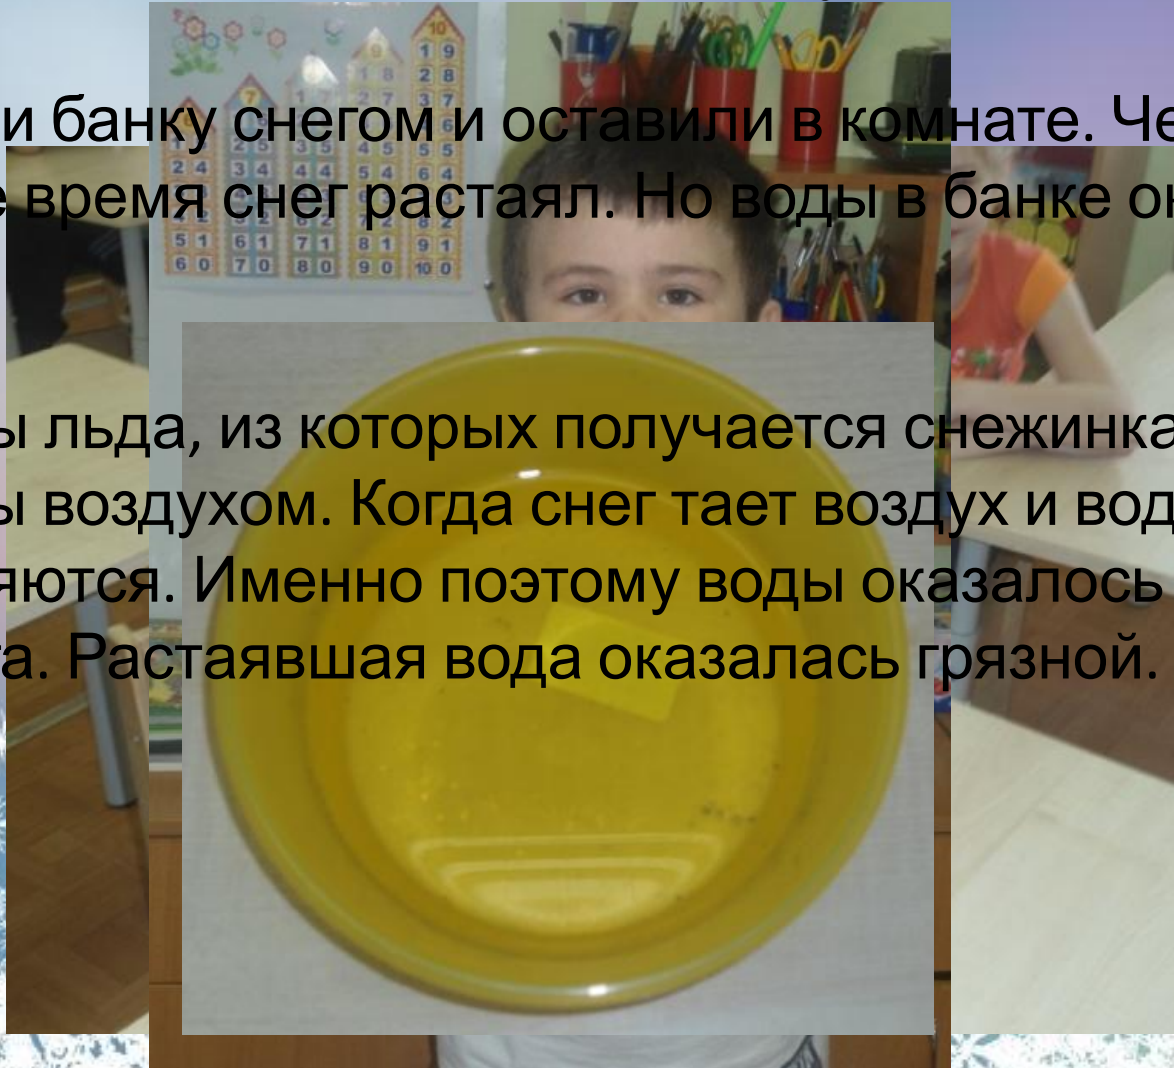 и банку снегом и оставили в комнате. Че
е время снег растаял. Но воды в банке ок
ы льда, из которых получается снежинка
ы воздухом. Когда снег тает воздух и вод
яются. Именно поэтому воды оказалось
а. Растаявшая вода оказалась грязной.